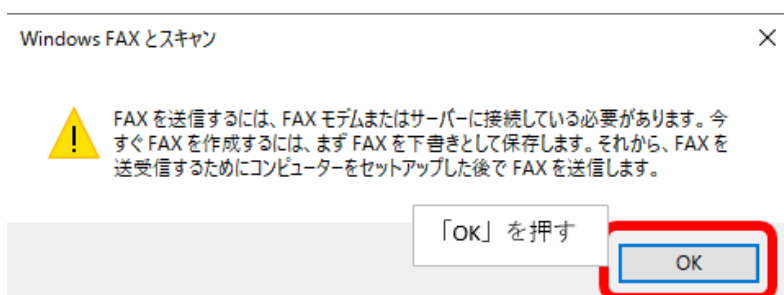 Windows FAX とスキャン
FAX を送信するには、FAX モデムまたはサーバーに接続している必要があります。今
すぐ FAX を作成するには、まず FAX を下書きとして保存します。それから、FAX を
送受信するためにコンピューターをセットアップした後で FAX を送信します。
「OK」を押す
OK